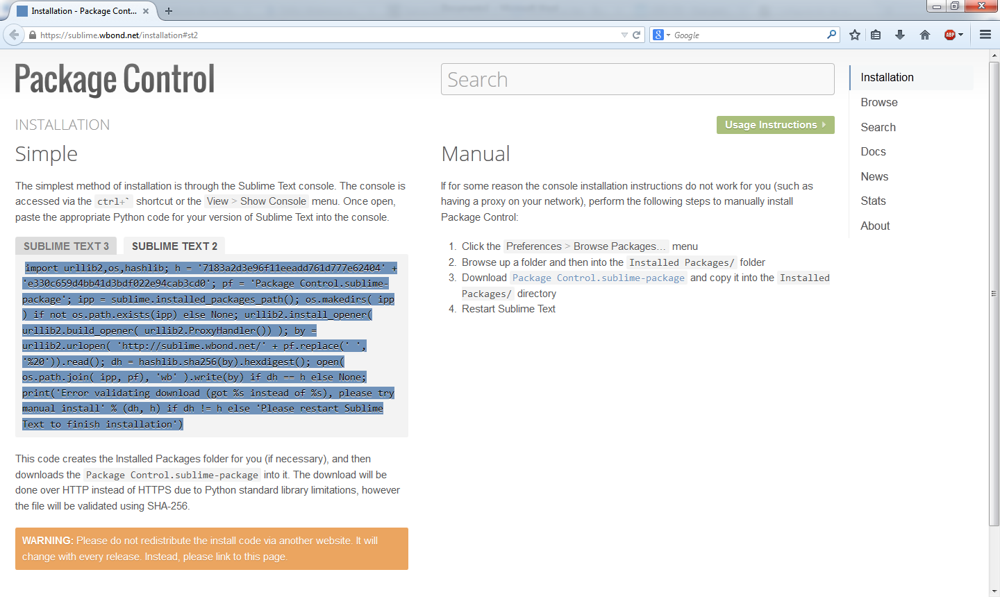 Installation - Package Cont...
https://sublime.wbond.net/installation#st2
Google
ABP
Package Control
Search
INSTALLATION
Usage Instructions
Simple
The simplest method of installation is through the Sublime Text console. The console is
accessed via the ctrl+` shortcut or the View > Show Console menu. Once open,
paste the appropriate Python code for your version of Sublime Text into the console.
SUBLIME TEXT 3
SUBLIME TEXT 2
import urllib2,os,hashlib; h = '7183a2d3e96f11eeadd761d777e62404' +
'e330c659d4bb41d3bdf022e94cab3cd0'; pf = 'Package Control.sublime-
package'; ipp = sublime.installed_packages_path(); os.makedirs( ipp
) if not os.path.exists(ipp) else None; urllib2.install_opener(
urllib2.build_opener( urllib2.ProxyHandler()) ); by =
urllib2.urlopen( 'http://sublime.wbond.net/' + pf.replace(' ',
'%20')).read(); dh = hashlib.sha256(by).hexdigest(); open(
os.path.join( ipp, pf), 'wb' ).write(by) if dh == h else None;
print('Error validating download (got %s instead of %s), please try
manual install' % (dh, h) if dh != h else 'Please restart Sublime
Text to finish installation')
This code creates the Installed Packages folder for you (if necessary), and then
downloads the Package Control.sublime-package into it. The download will be
done over HTTP instead of HTTPS due to Python standard library limitations, however
the file will be validated using SHA-256.
WARNING: Please do not redistribute the install code via another website. It will
change with every release. Instead, please link to this page.
Manual
If for some reason the console installation instructions do not work for you (such as
having a proxy on your network), perform the following steps to manually install
Package Control:
1. Click the Preferences > Browse Packages... menu
2. Browse up a folder and then into the Installed Packages/ folder
3. Download Package Control.sublime-package and copy it into the Installed
Packages/ directory
4. Restart Sublime Text
Installation
Browse
Search
Docs
News
Stats
About